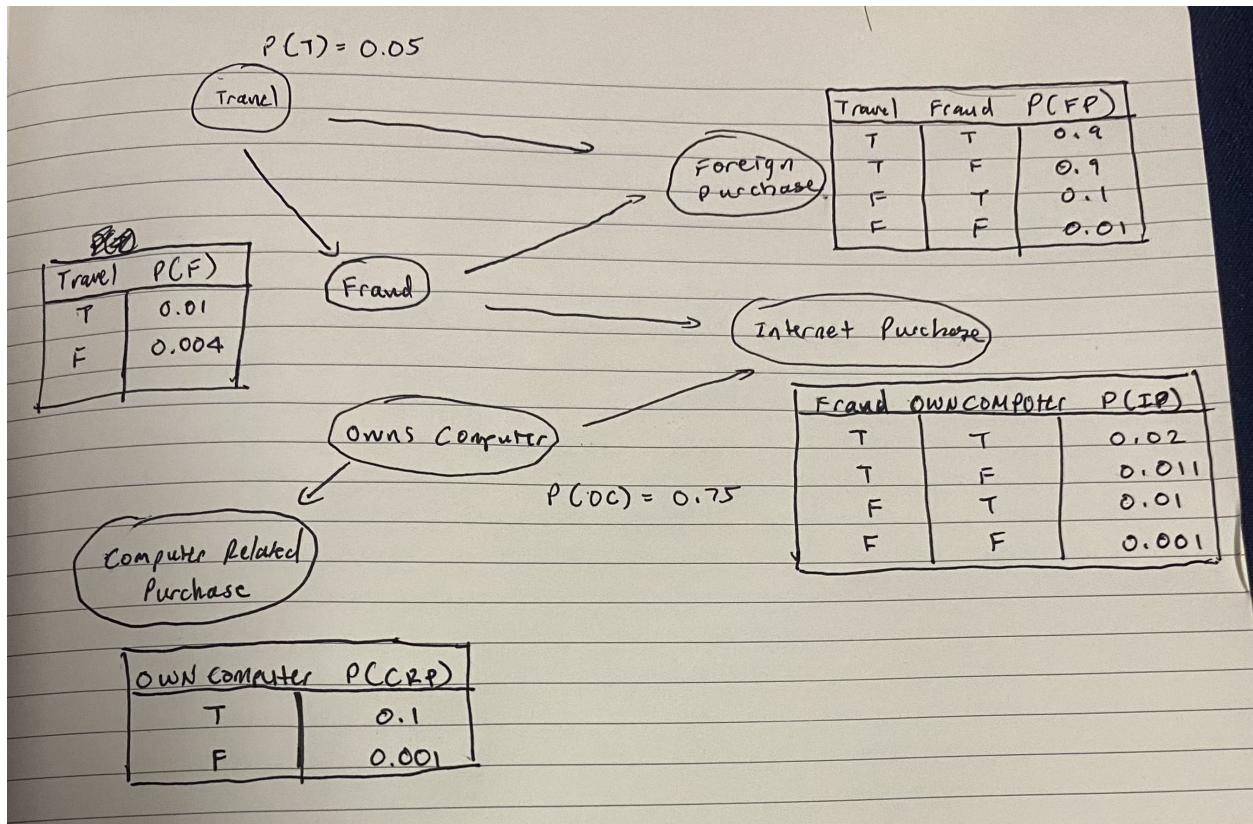 P(T) = 0.05
Travel
Travel Fraud P(FP)
T T 0.9
T F 0.9
F T 0.1
F F 0.01
Foreign
Purchase
Travel P(F)
T 0.01
F 0.004
Fraud
Internet Purchase
Fraud OWNCOMPUter P(IP)
T T 0.02
T F 0.011
F T 0.01
F F 0.001
Owns Computer
P(OC) = 0.75
Computer Related
Purchase
OWN Computer P(CRP)
T 0.1
F 0.001